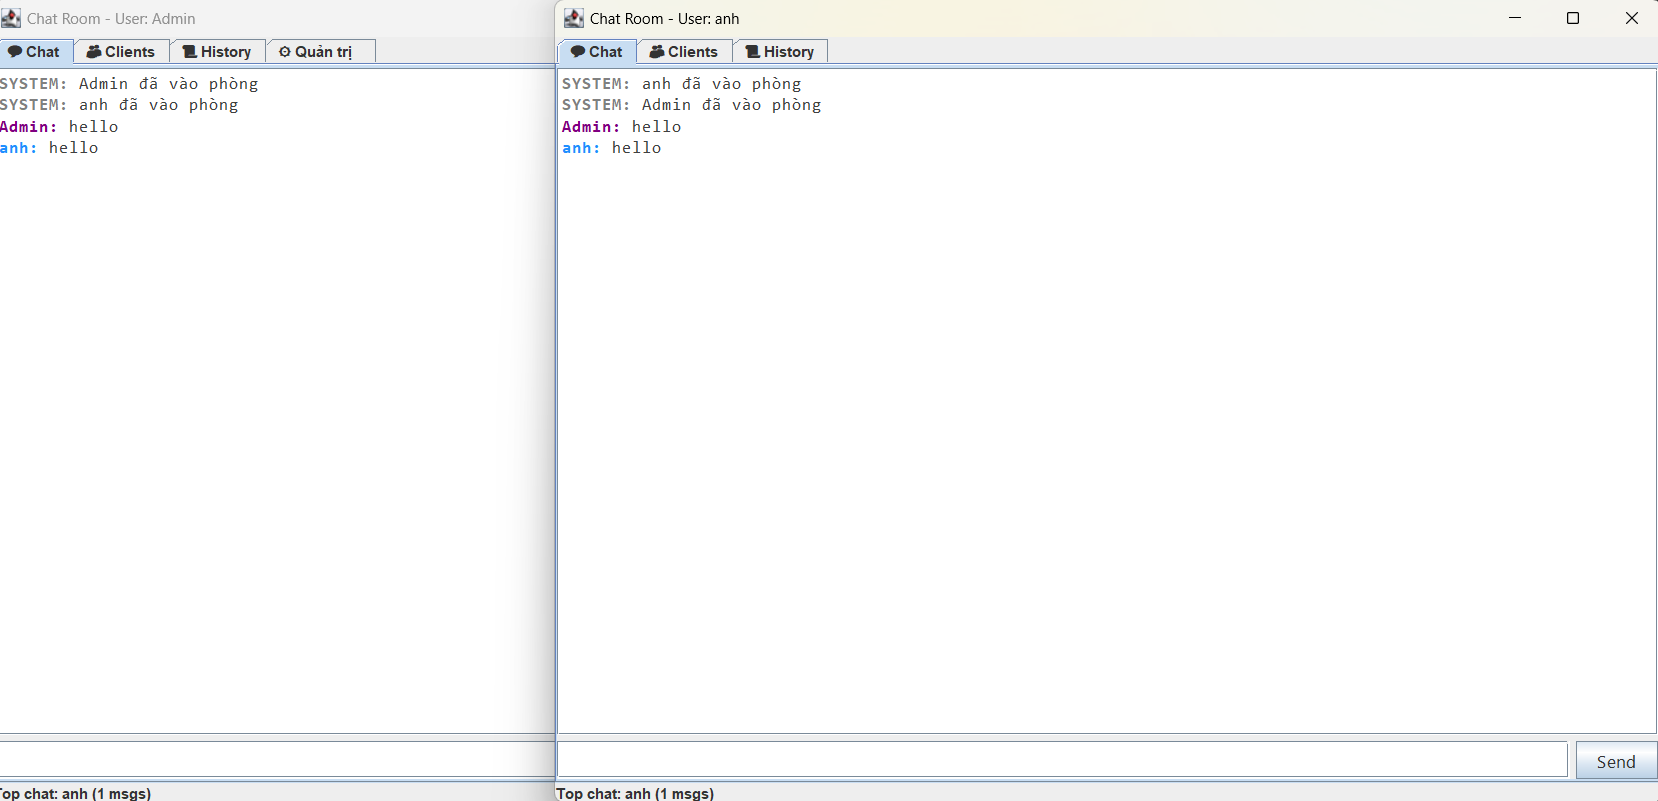 Chat Room - User: Admin
Chat Clients History Quản trị
SYSTEM: Admin đã vào phòng
SYSTEM: anh đã vào phòng
Admin: hello
anh: hello
Top chat: anh (1 msgs)
Chat Room - User: anh
Chat Clients History
SYSTEM: anh đã vào phòng
SYSTEM: Admin đã vào phòng
Admin: hello
anh: hello
Send
Top chat: anh (1 msgs)